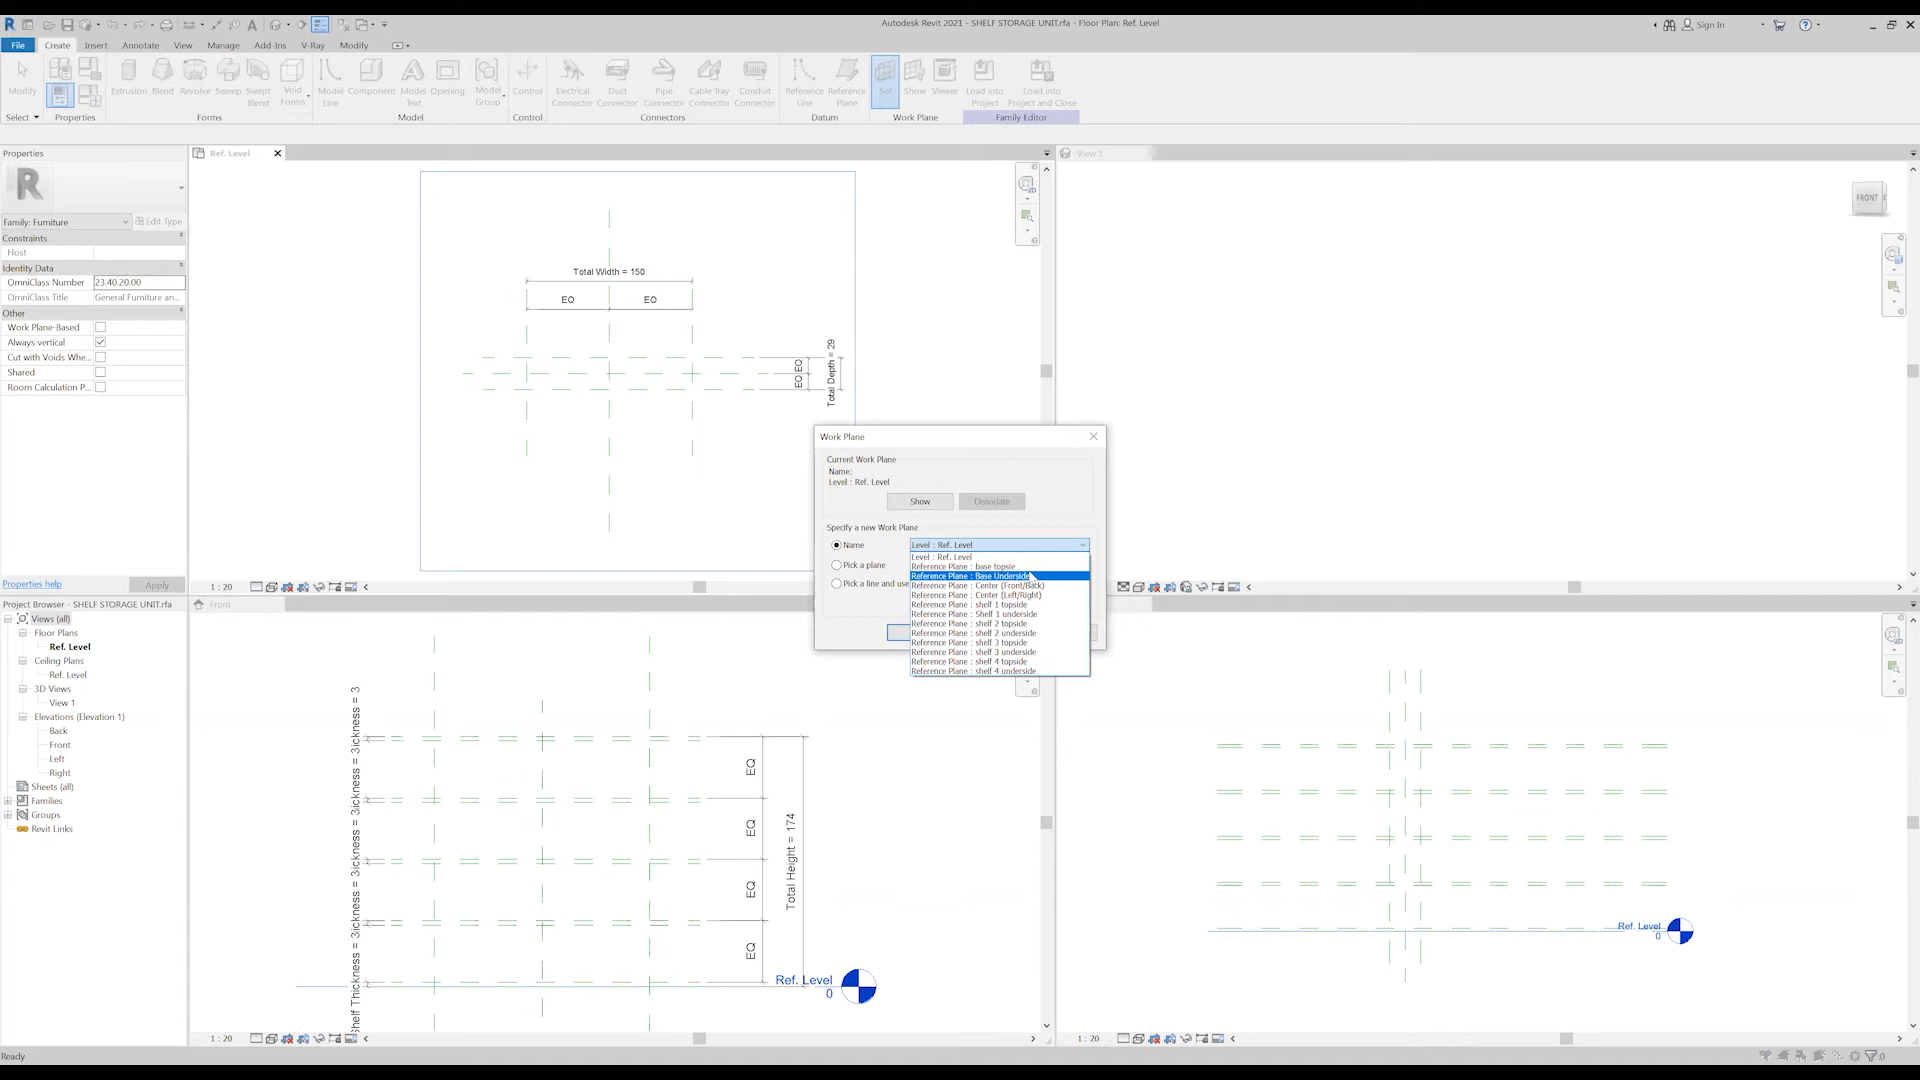 Autodesk Revit 2021 - SHELF STORAGE UNIT.rfa - Floor Plan: Ref. Level
Sign In
File Create Insert Annotate View Manage Add-Ins V-Ray Modify
Modify
Extrusion Blend Revolve Sweep Swept Blend Void Forms
Model Line Component Model Text Opening Model Group
Control
Electrical Connector Duct Connector Pipe Connector Cable Tray Connector Conduit Connector
Reference Line Reference Plane
Set Show Viewer
Load into Project Load into Project and Close
Select Properties Forms Model Control Connectors Datum Work Plane Family Editor
Properties
Ref. Level
View 1
R
FRONT
Family: Furniture
Edit Type
Constraints
Host
Identity Data
OmniClass Number 23.40.20.00
OmniClass Title General Furniture an...
Other
Work Plane-Based
Always vertical
Cut with Voids Whe...
Shared
Room Calculation P...
Properties help
Apply
Total Width = 150
EQ EQ
EQ EQ
Total Depth = 29
1 : 20
Work Plane
Current Work Plane
Name:
Level : Ref. Level
Show
Dissociate
Specify a new Work Plane
Name
Level : Ref. Level
Pick a plane
Pick a line and use
Level : Ref. Level
Reference Plane : base topsie
Reference Plane : Base Underside
Reference Plane : Center (Front/Back)
Reference Plane : Center (Left/Right)
Reference Plane : shelf 1 topside
Reference Plane : Shelf 1 underside
Reference Plane : shelf 2 topside
Reference Plane : shelf 2 underside
Reference Plane : shelf 3 topside
Reference Plane : shelf 3 underside
Reference Plane : shelf 4 topside
Reference Plane : shelf 4 underside
Project Browser - SHELF STORAGE UNIT.rfa
Views (all)
Floor Plans
Ref. Level
Ceiling Plans
Ref. Level
3D Views
View 1
Elevations (Elevation 1)
Back
Front
Left
Right
Sheets (all)
Families
Groups
Revit Links
Front
Shelf Thickness = 3ickness = 3ickness = 3ickness = 3ickness = 3
EQ
EQ
EQ
EQ
Total Height = 174
Ref. Level
0
1 : 20
Ref. Level
0
1 : 20
Ready
:0